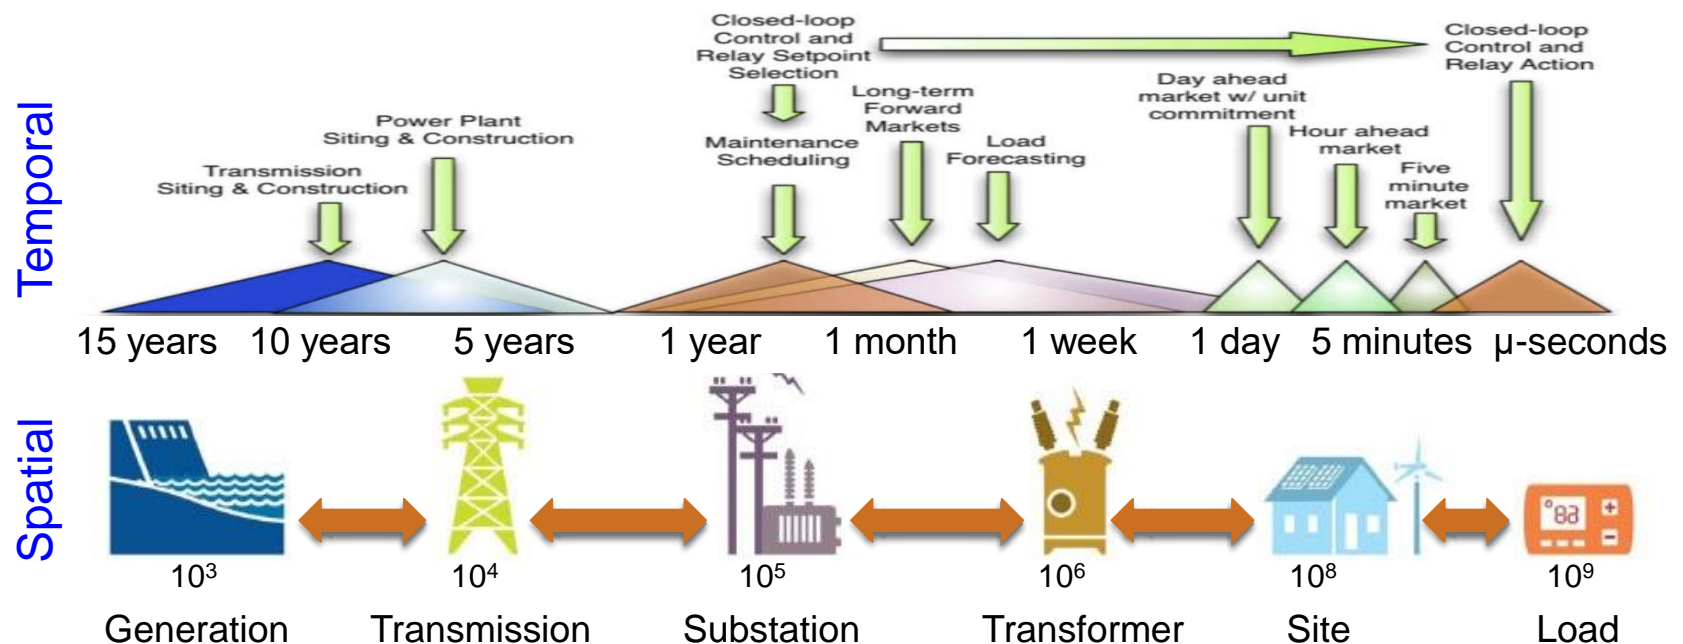 Temporal
Closed-loop
Control and
Relay Setpoint
Selection
Closed-loop
Control and
Relay Action
Day ahead
market w/ unit
commitment
Long-term
Forward
Markets
Power Plant
Siting & Construction
Hour ahead
market
Maintenance
Scheduling
Load
Forecasting
Transmission
Siting & Construction
Five
minute
market
15 years 10 years 5 years 1 year 1 month 1 week 1 day 5 minutes μ-seconds
Spatial
°83
+
−
10³ 10⁴ 10⁵ 10⁶ 10⁸ 10⁹
Generation Transmission Substation Transformer Site Load